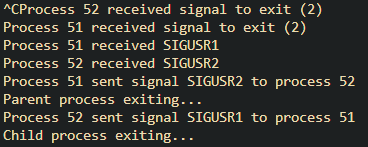 ^CProcess 52 received signal to exit (2)
Process 51 received signal to exit (2)
Process 51 received SIGUSR1
Process 52 received SIGUSR2
Process 51 sent signal SIGUSR2 to process 52
Parent process exiting...
Process 52 sent signal SIGUSR1 to process 51
Child process exiting...